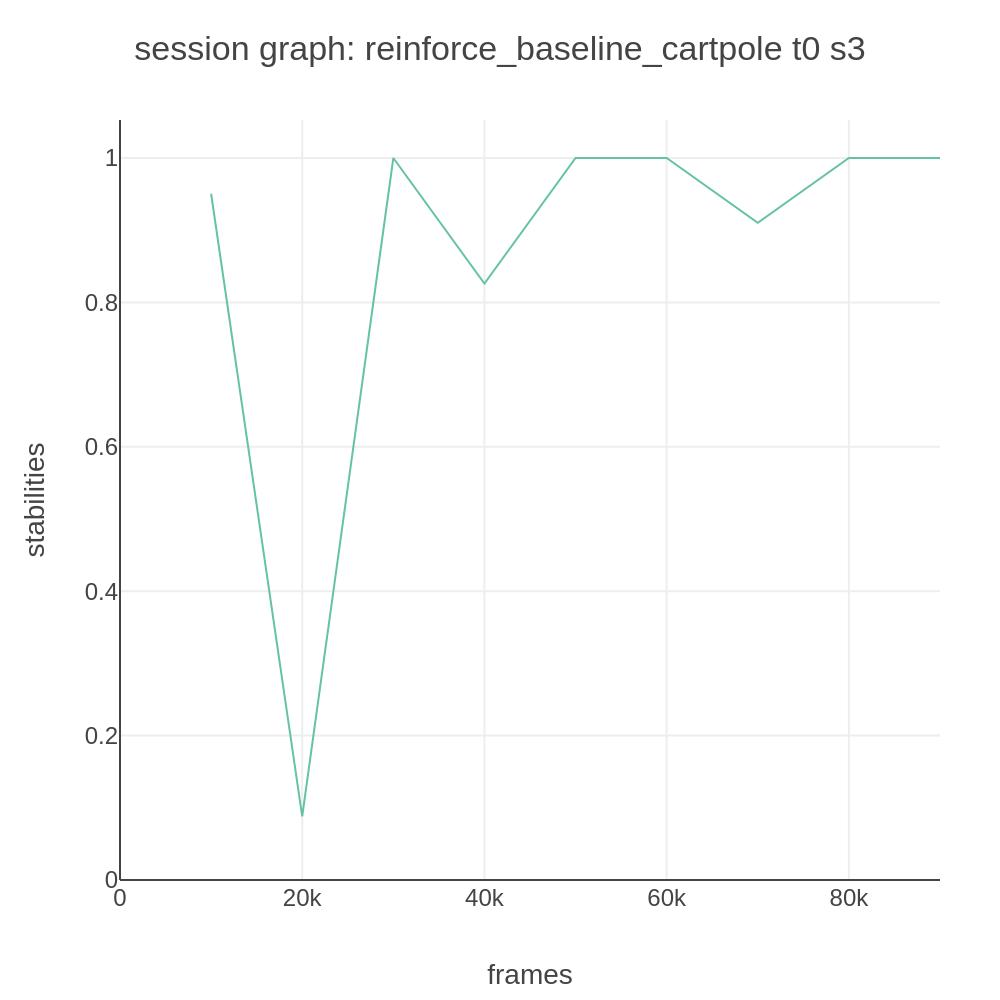 session graph: reinforce_baseline_cartpole t0 s3
stabilities
1
0.8
0.6
0.4
0.2
0
0 20k 40k 60k 80k
frames